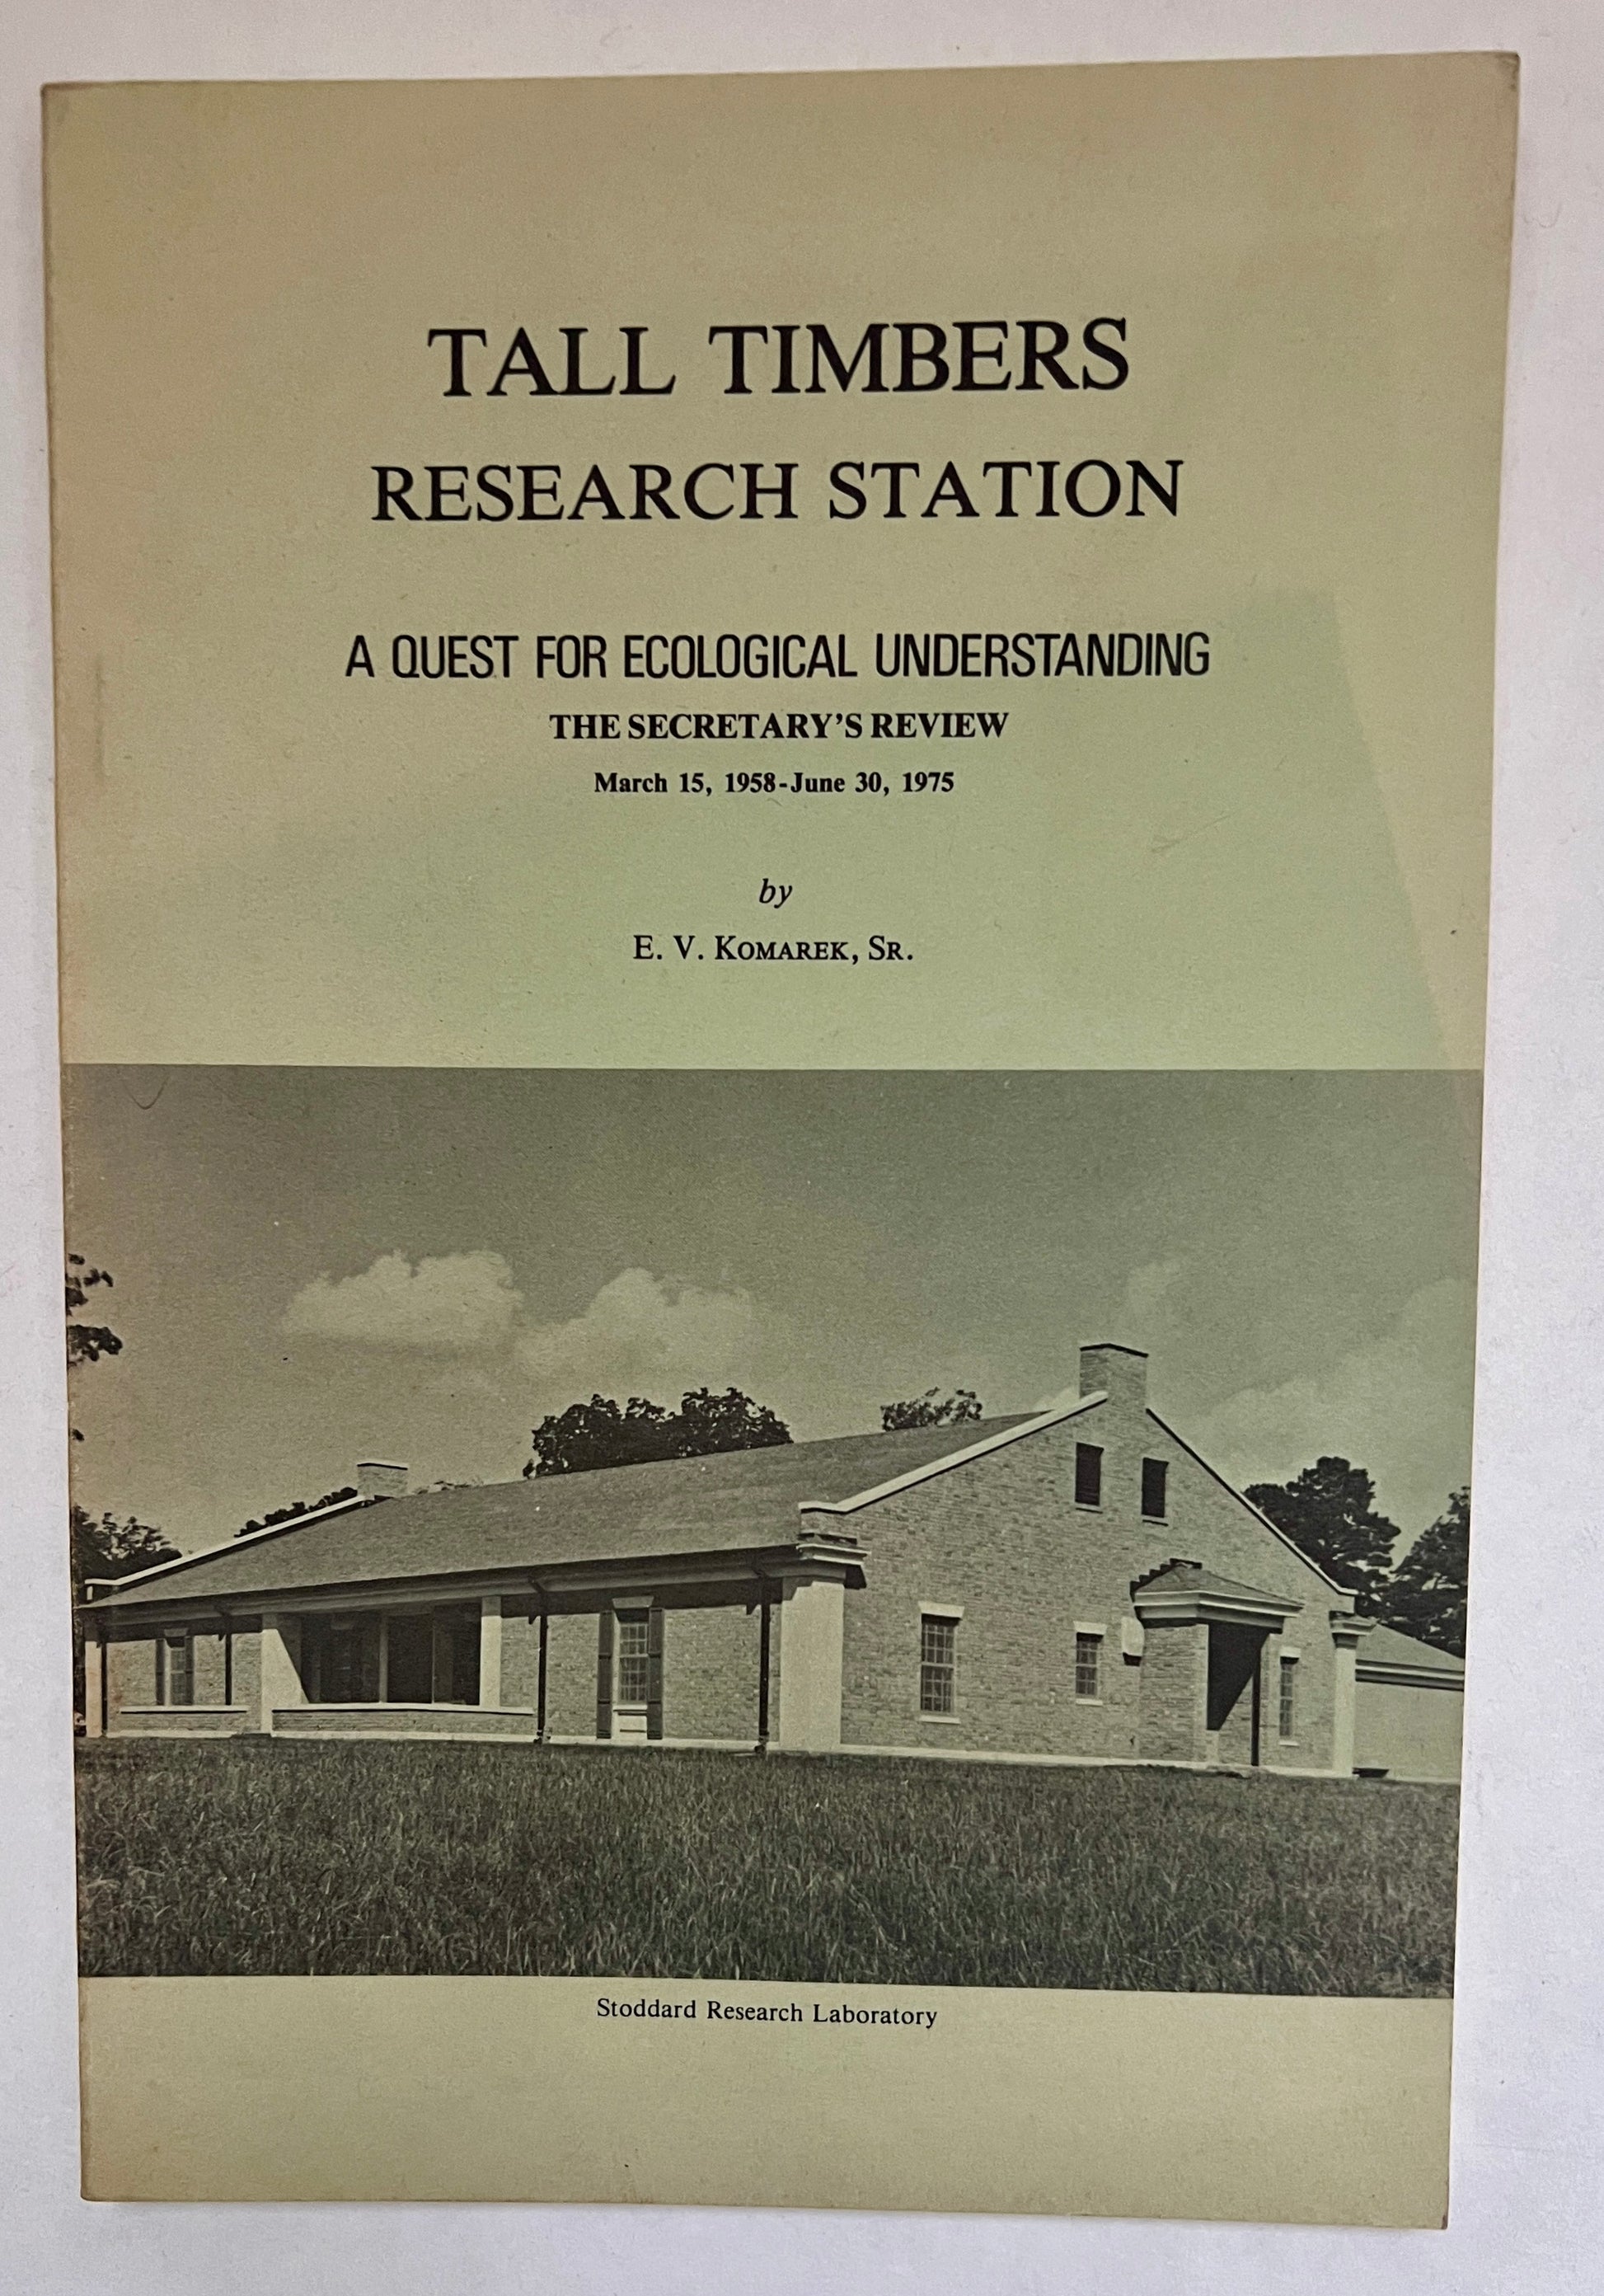 TALL TIMBERS
RESEARCH STATION
A QUEST FOR ECOLOGICAL UNDERSTANDING
THE SECRETARY'S REVIEW
March 15, 1958-June 30, 1975
by
E. V. KOMAREK, SR.
Stoddard Research Laboratory